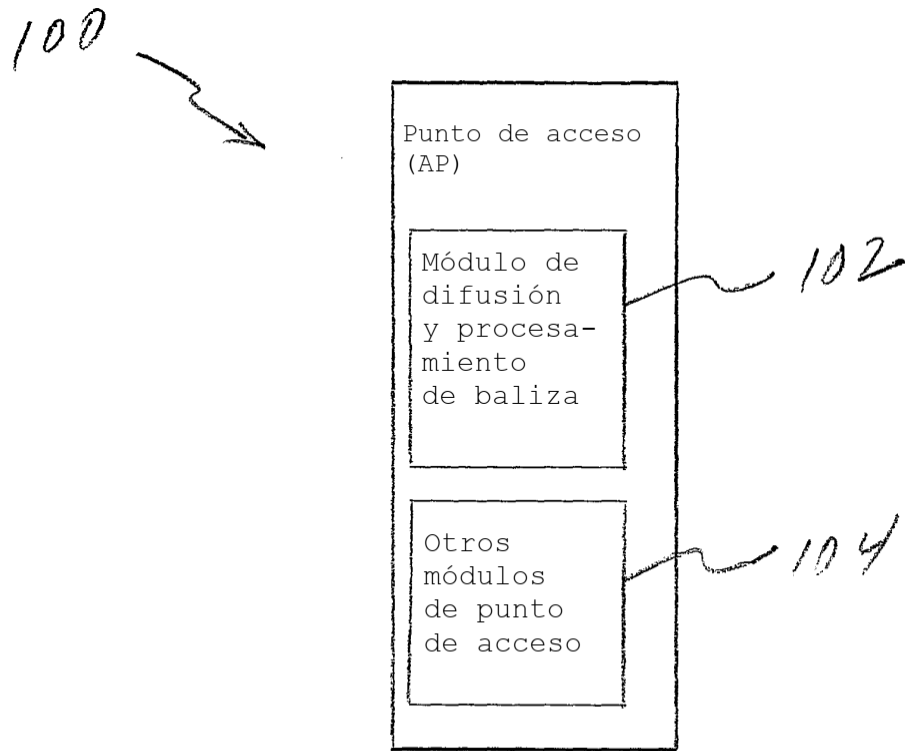 100
Punto de acceso
(AP)
Módulo de
difusión
y procesa-
miento
de baliza
102
Otros
módulos
de punto
de acceso
104